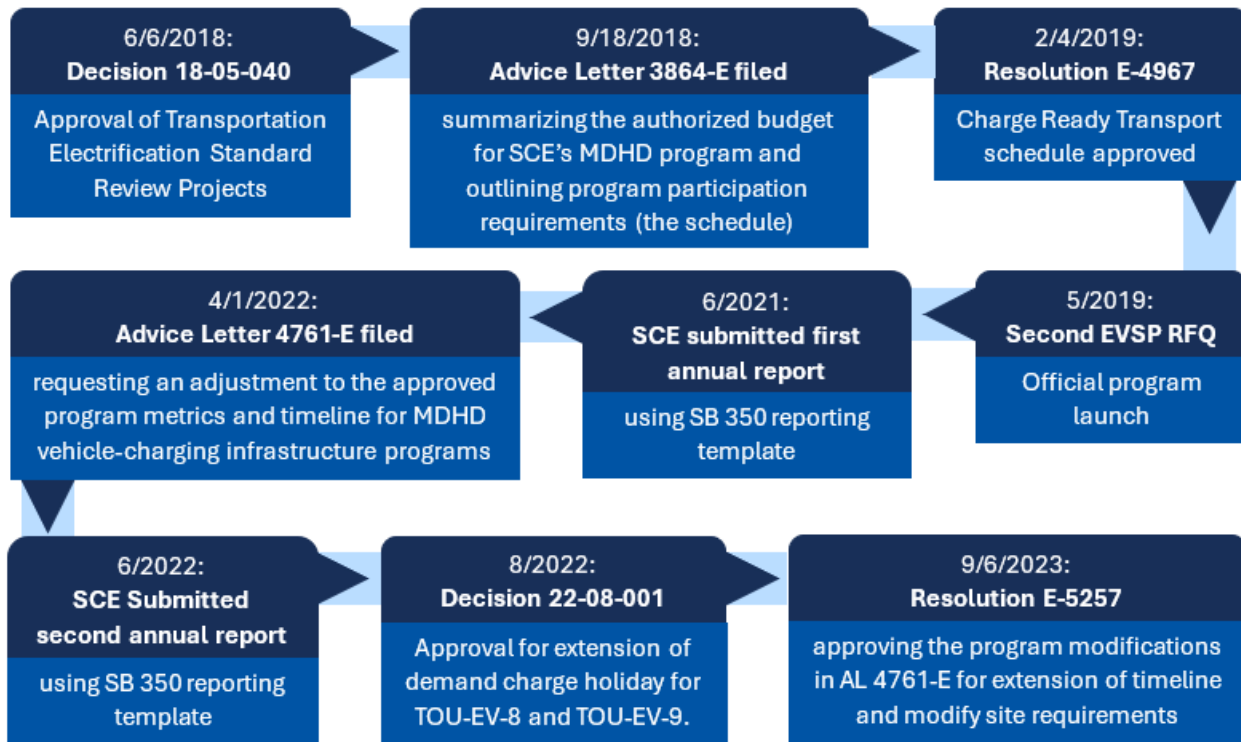 6/6/2018:
Decision 18-05-040
Approval of Transportation
Electrification Standard
Review Projects
9/18/2018:
Advice Letter 3864-E filed
summarizing the authorized budget
for SCE's MDHD program and
outlining program participation
requirements (the schedule)
2/4/2019:
Resolution E-4967
Charge Ready Transport
schedule approved
5/2019:
Second EVSP RFQ
Official program
launch
6/2021:
SCE submitted first
annual report
using SB 350 reporting
template
4/1/2022:
Advice Letter 4761-E filed
requesting an adjustment to the approved
program metrics and timeline for MDHD
vehicle-charging infrastructure programs
6/2022:
SCE Submitted
second annual report
using SB 350 reporting
template
8/2022:
Decision 22-08-001
Approval for extension of
demand charge holiday for
TOU-EV-8 and TOU-EV-9.
9/6/2023:
Resolution E-5257
approving the program modifications
in AL 4761-E for extension of timeline
and modify site requirements